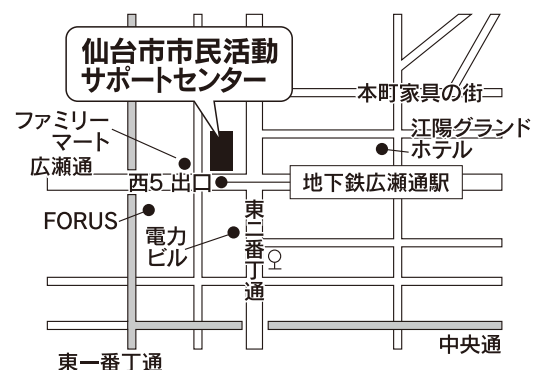 仙台市市民活動
サポートセンター
本町家具の街
ファミリー
マート
江陽グランド
ホテル
広瀬通
西5 出口
地下鉄広瀬通駅
FORUS
電力
ビル
東二番丁通
中央通
東一番丁通